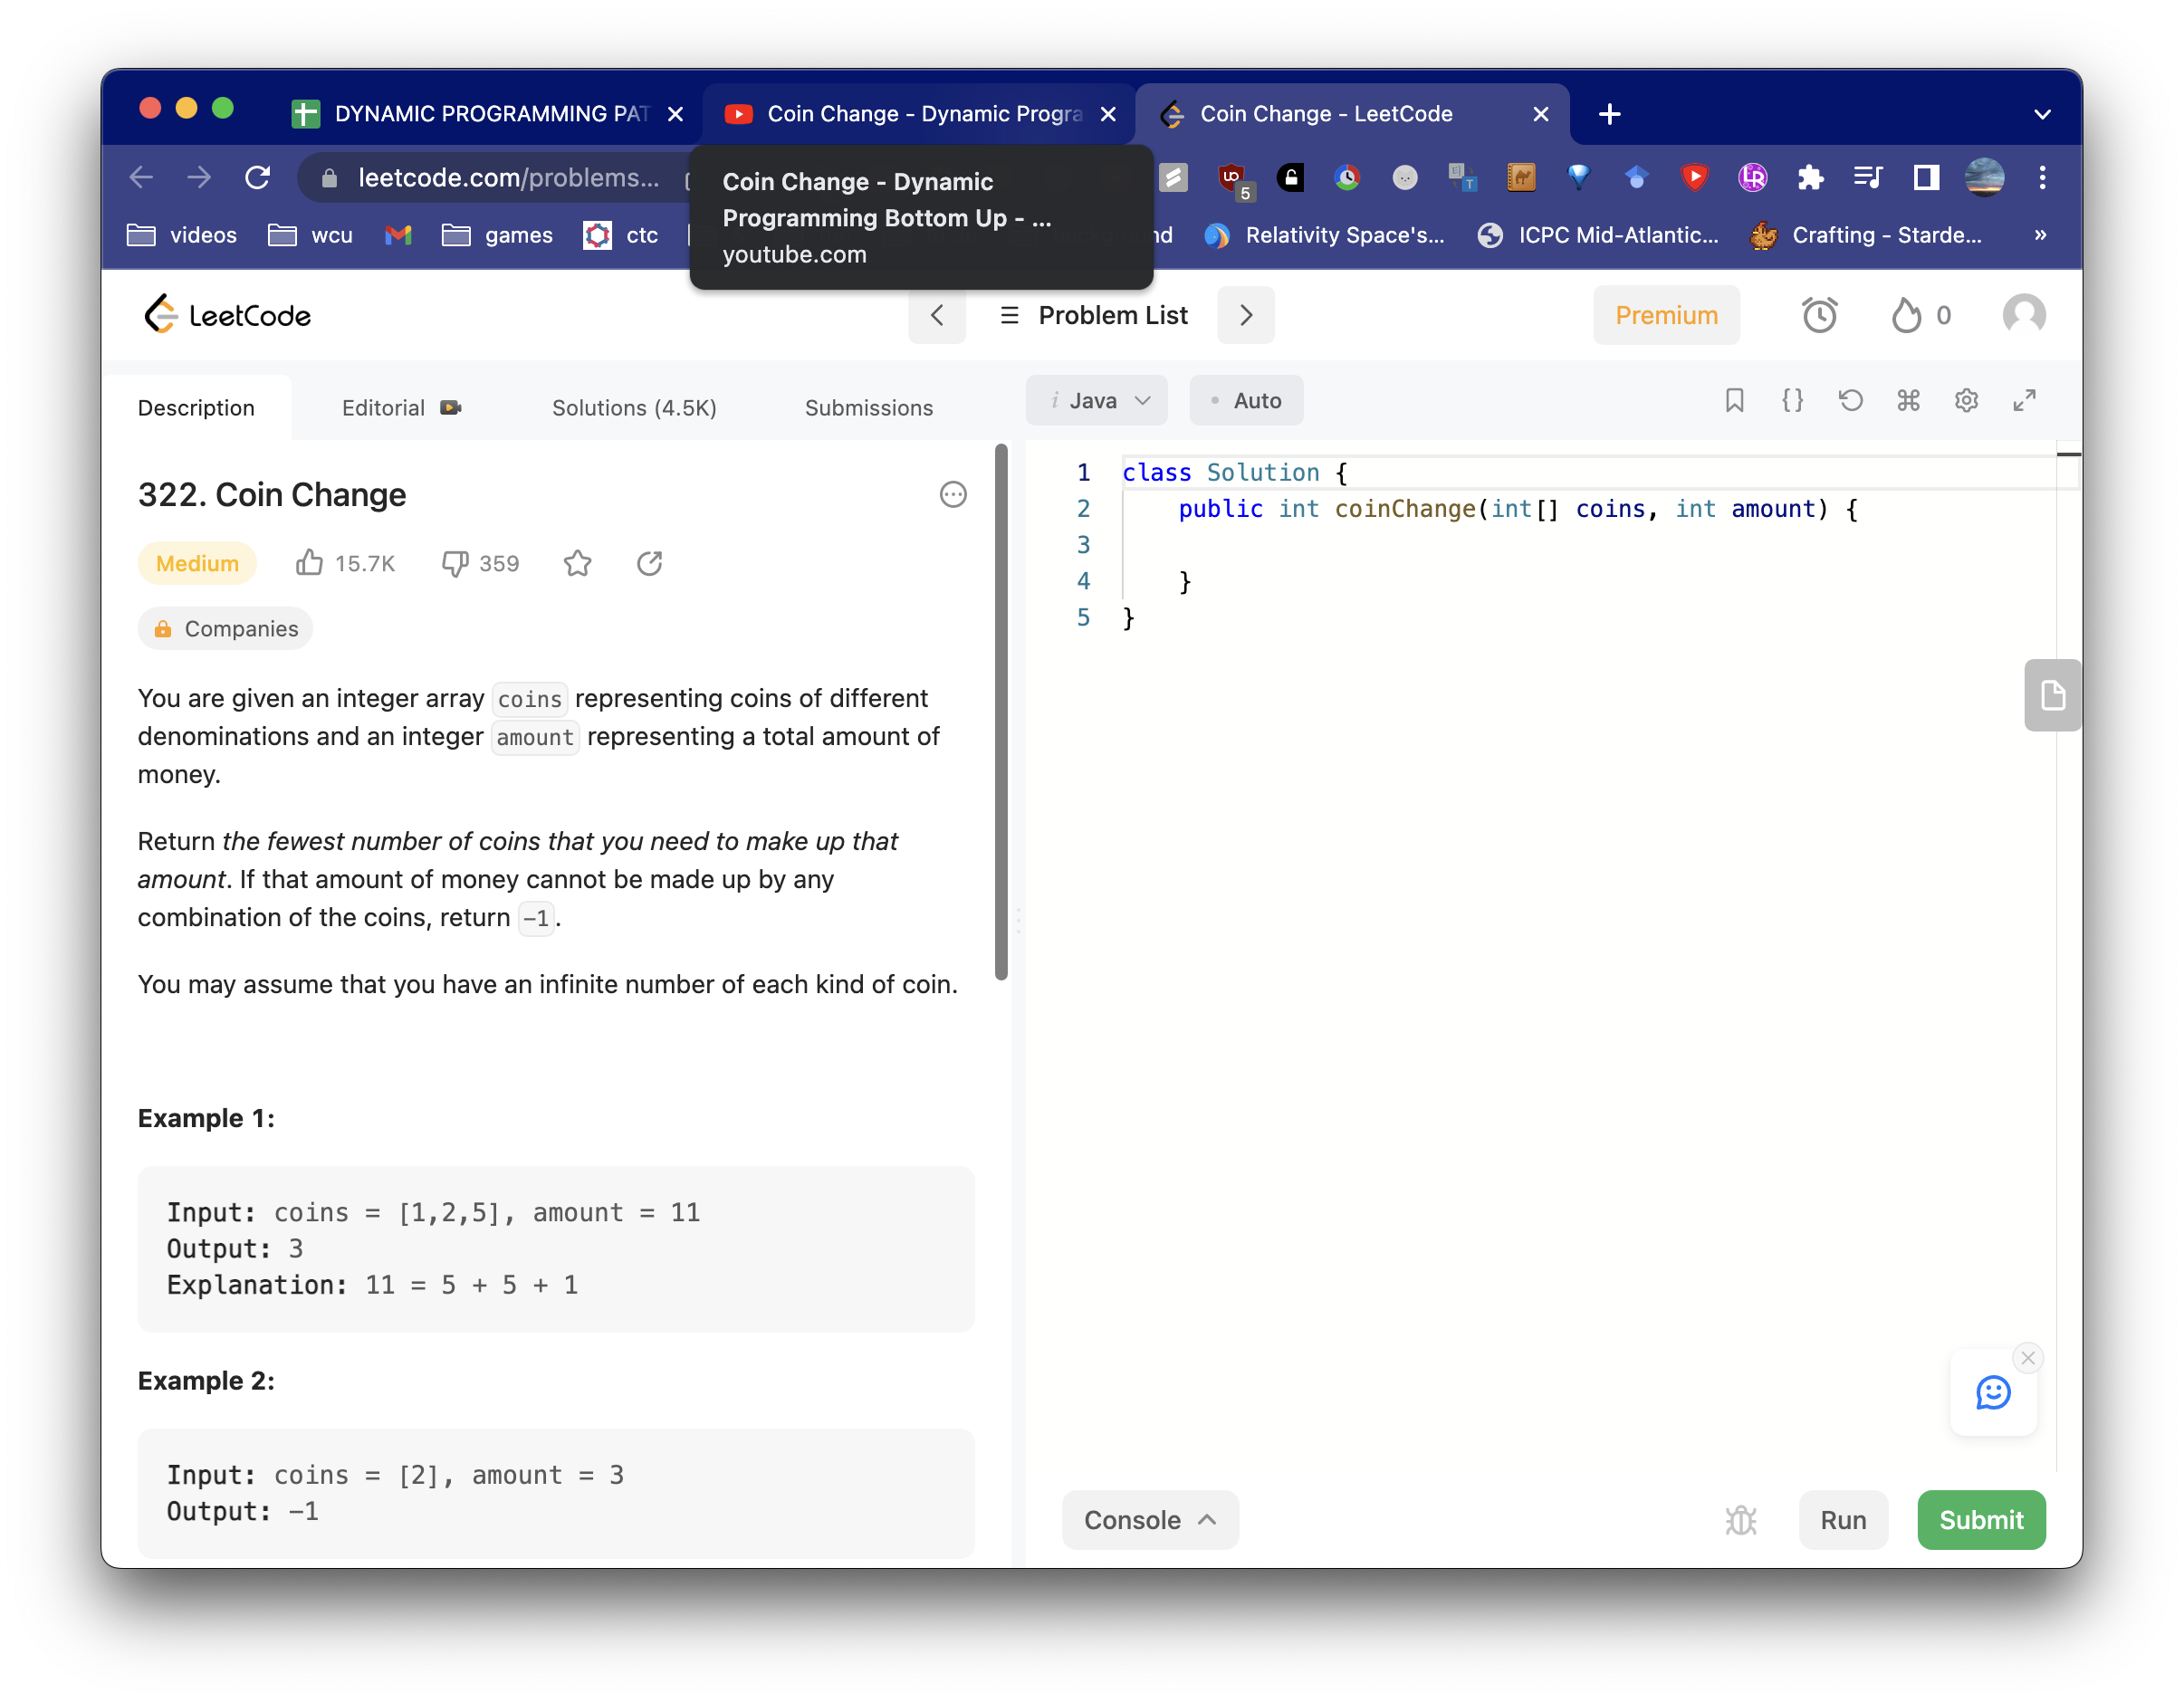 DYNAMIC PROGRAMMING PAT
Coin Change - Dynamic Progra
Coin Change - LeetCode
leetcode.com/problems...
5
Coin Change - Dynamic
Programming Bottom Up - ...
youtube.com
videos
wcu
games
ctc
nd
Relativity Space's...
ICPC Mid-Atlantic...
Crafting - Starde...
»
LeetCode
Problem List
Premium
0
Description
Editorial
Solutions (4.5K)
Submissions
i Java
Auto
322. Coin Change
Medium
15.7K
359
Companies
You are given an integer array coins representing coins of different
denominations and an integer amount representing a total amount of
money.
Return the fewest number of coins that you need to make up that
amount. If that amount of money cannot be made up by any
combination of the coins, return -1.
You may assume that you have an infinite number of each kind of coin.
Example 1:
Input: coins = [1,2,5], amount = 11
Output: 3
Explanation: 11 = 5 + 5 + 1
Example 2:
Input: coins = [2], amount = 3
Output: -1
1 class Solution {
2 public int coinChange(int[] coins, int amount) {
3
4 }
5 }
Console
Run
Submit